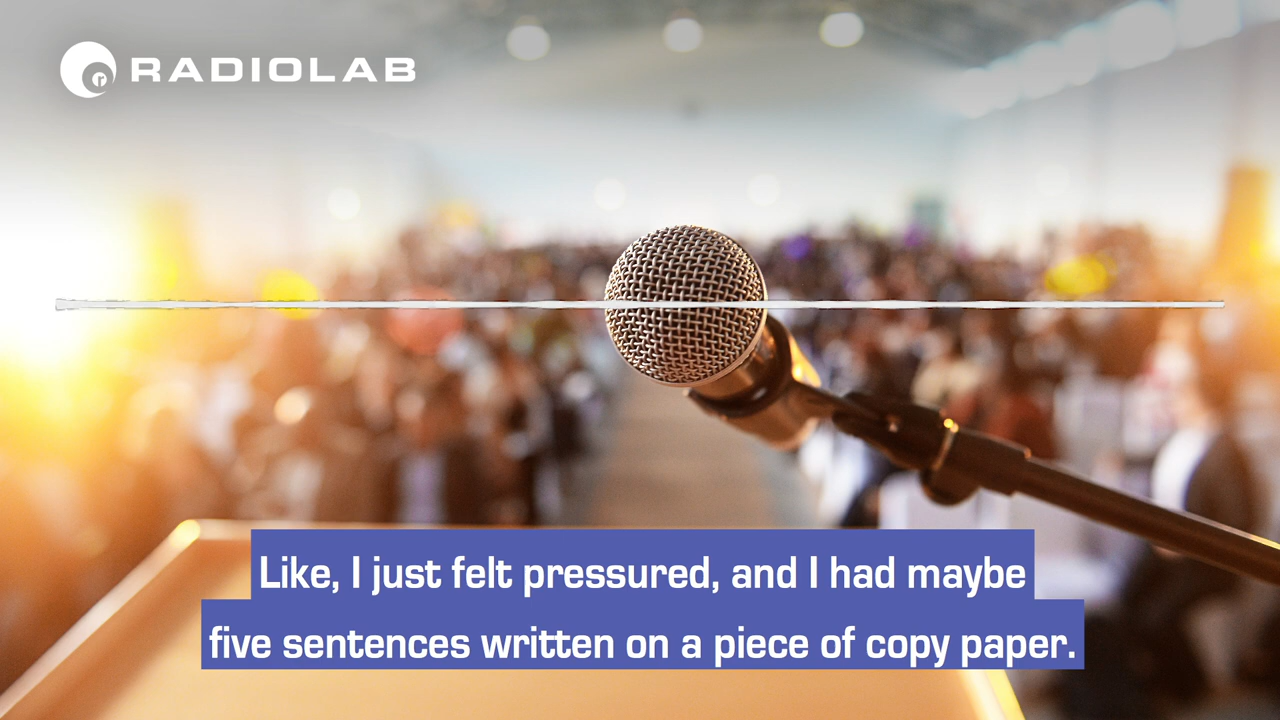 RADIOLAB
Like, I just felt pressured, and I had maybe
five sentences written on a piece of copy paper.